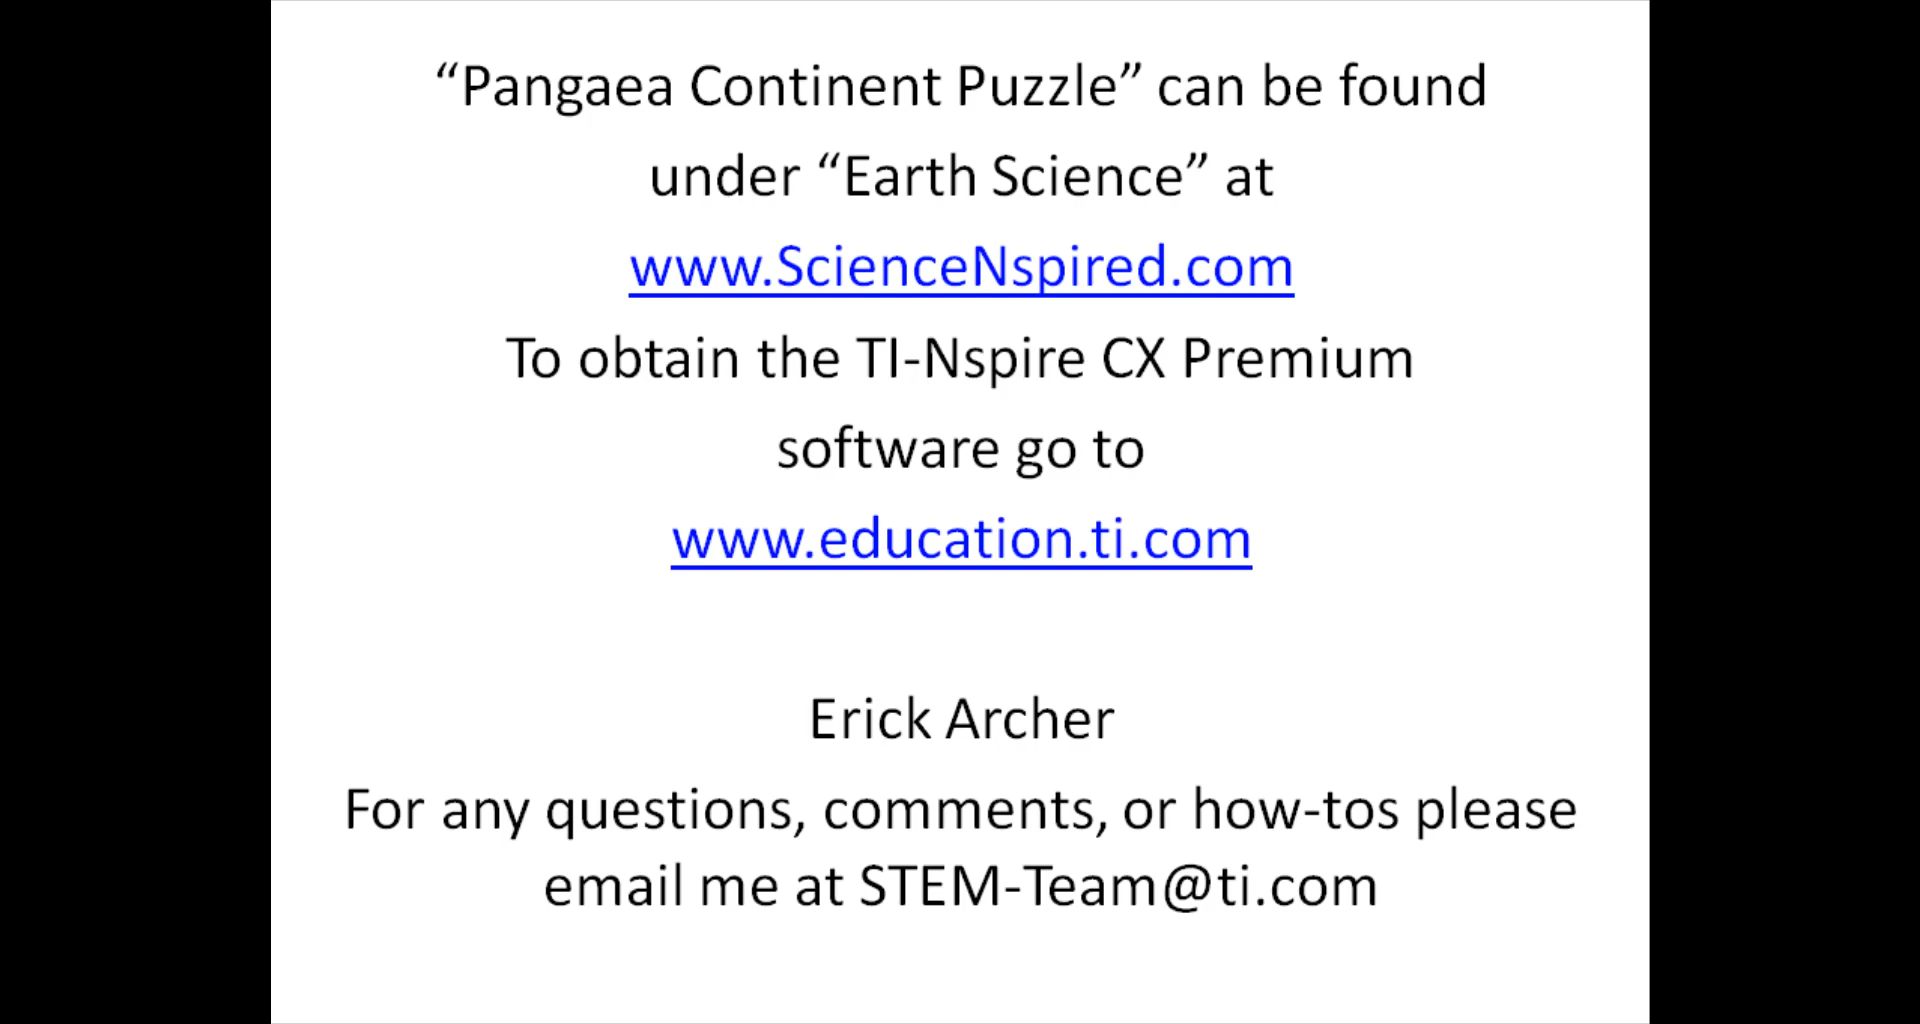 “Pangaea Continent Puzzle” can be found
under “Earth Science” at
www.ScienceNspired.com
To obtain the TI-Nspire CX Premium
software go to
www.education.ti.com
Erick Archer
For any questions, comments, or how-tos please
email me at STEM-Team@ti.com